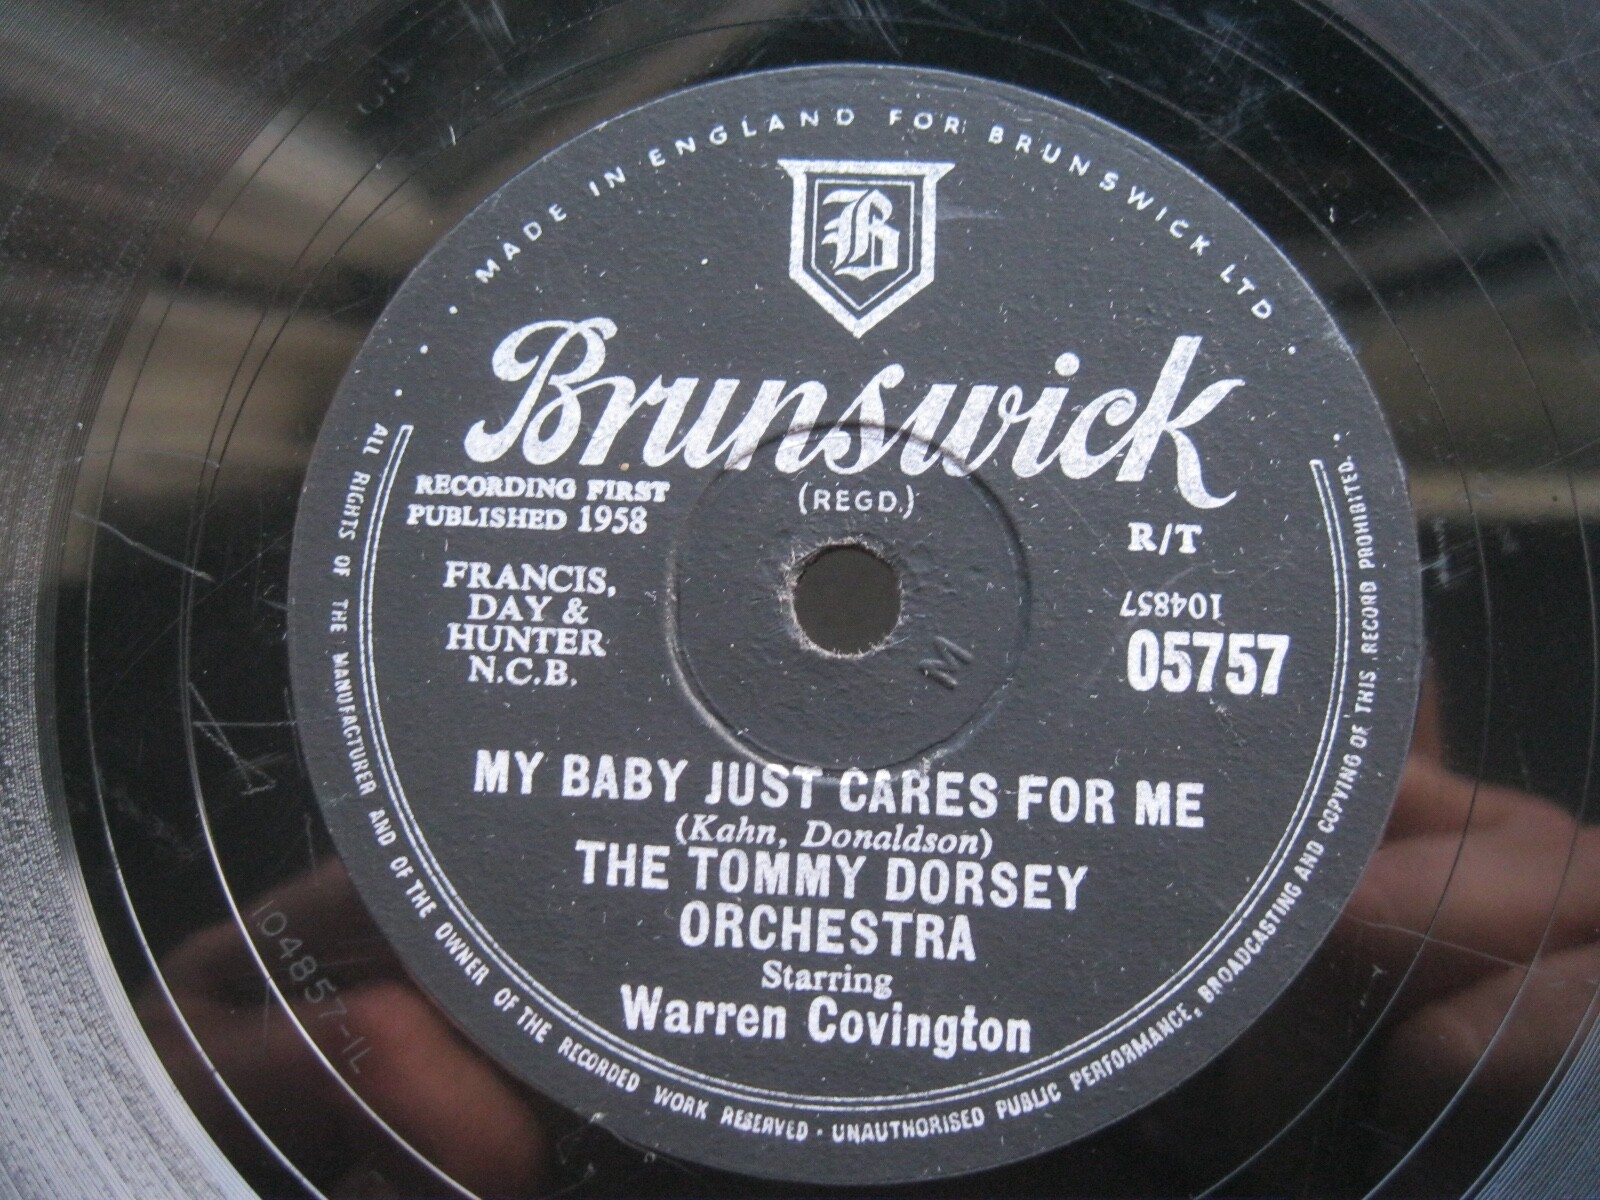 MADE IN ENGLAND FOR BRUNSWICK LTD
B
Brunswick
(REGD.)
RECORDING FIRST
PUBLISHED 1958
R/T
104857
05757
FRANCIS,
DAY &
HUNTER
N.C.B.
M
MY BABY JUST CARES FOR ME
(Kahn, Donaldson)
THE TOMMY DORSEY
ORCHESTRA
Starring
Warren Covington
ALL RIGHTS OF THE MANUFACTURER AND OF THE OWNER OF THE RECORDED WORK RESERVED · UNAUTHORISED PUBLIC PERFORMANCE, BROADCASTING AND COPYING OF THIS RECORD PROHIBITED.
104857-1L